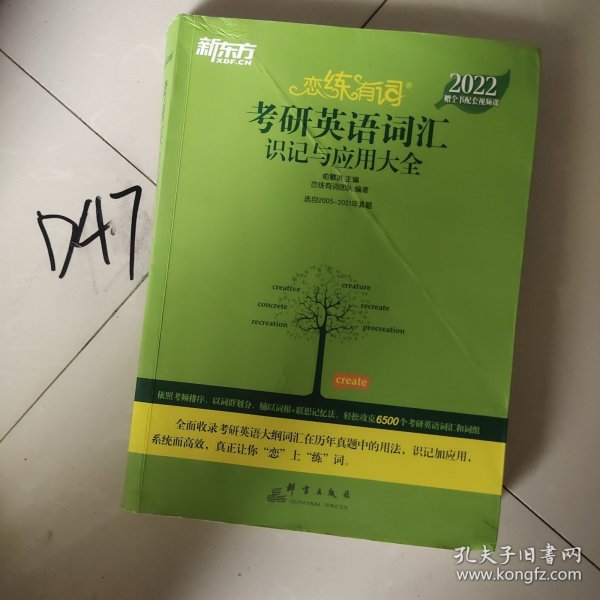 新东方
XDF.CN
恋练有词®
2022
赠全书配套视频课
考研英语词汇
识记与应用大全
俞敏洪 主编
恋练有词团队 编著
选自2005-2021年真题
D47
creative
creature
concrete
recreate
recreation
procreation
create
依照考频排序，以词群划分，辅以词根+联想记忆法，轻松攻克6500个考研英语词汇和词组
全面收录考研英语大纲词汇在历年真题中的用法，识记加应用，
系统而高效，真正让你“恋”上“练”词。
群言出版社
QUNYAN PRESS
孔夫子旧书网
www.kongfz.com